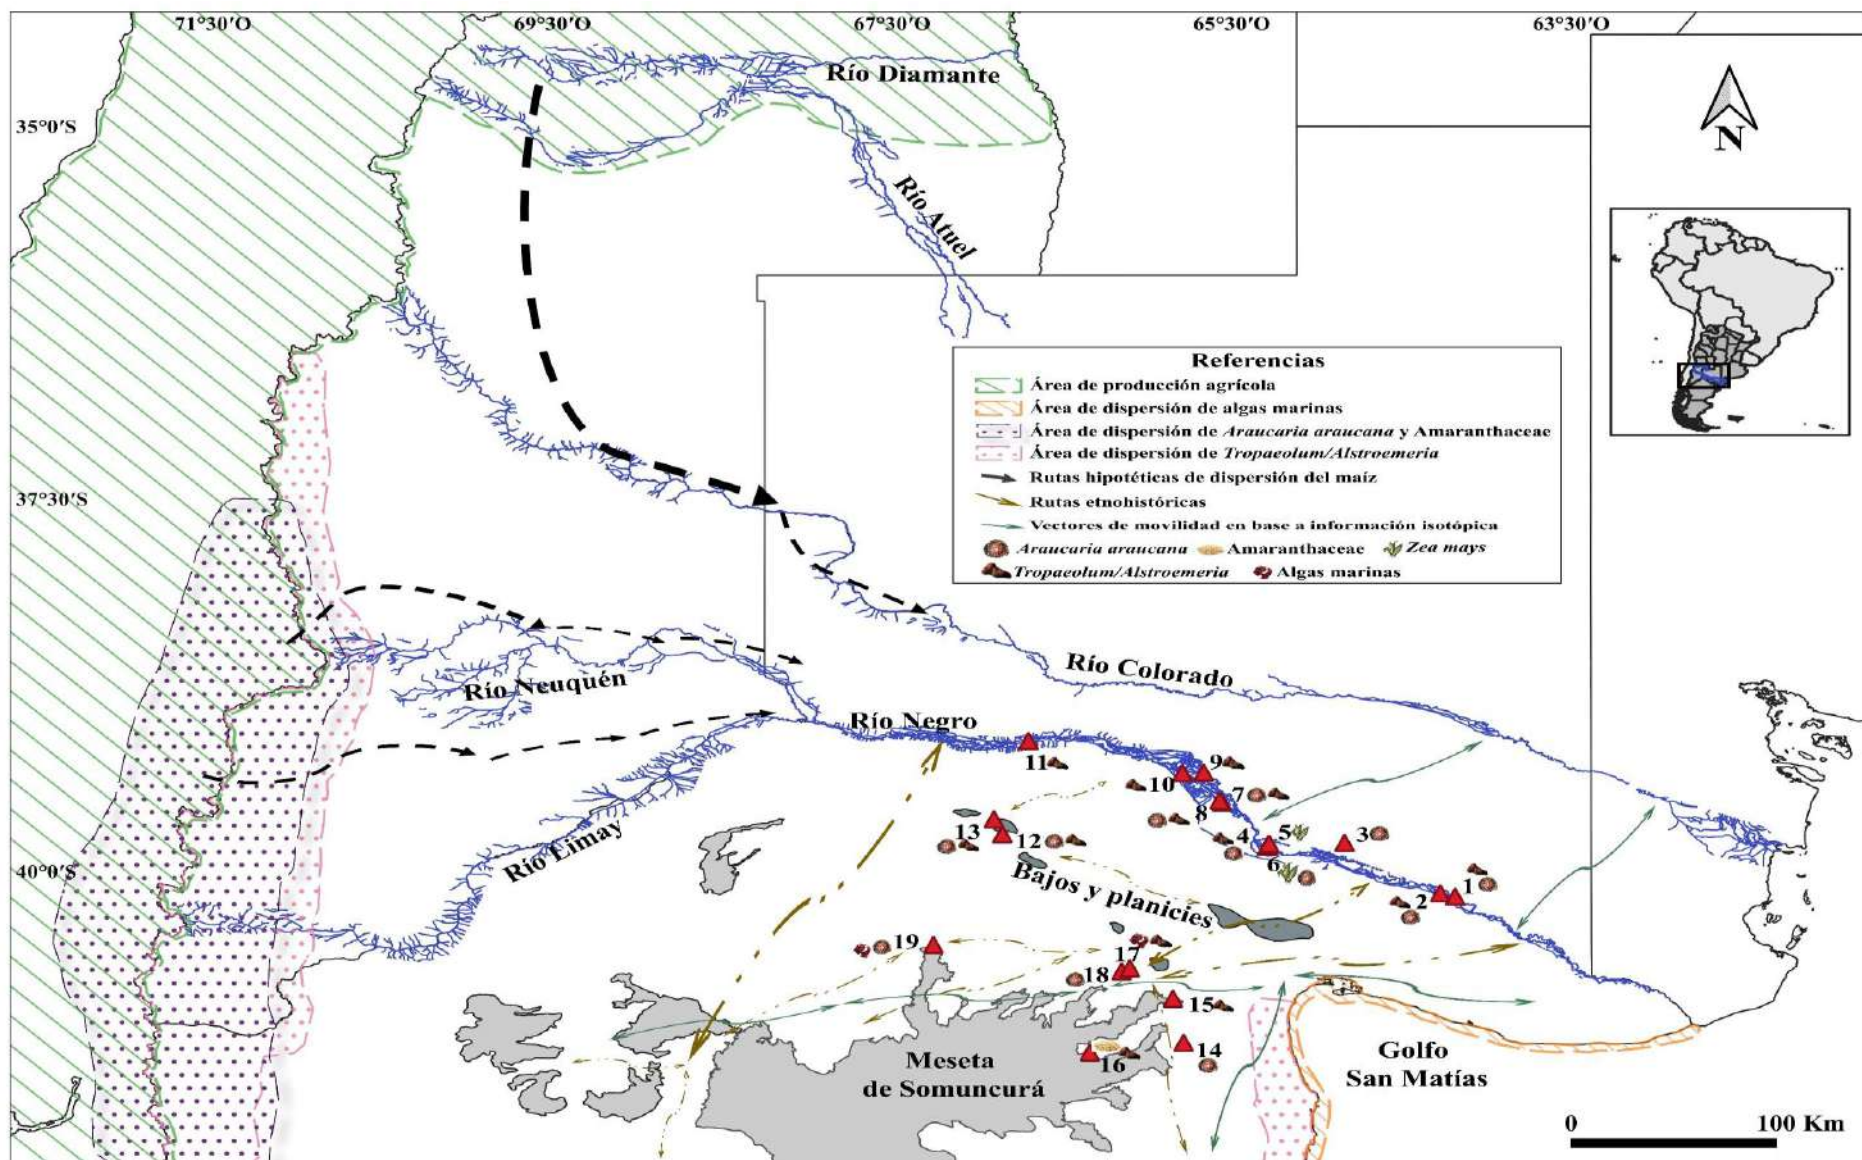 71°30′O
69°30′O
67°30′O
65°30′O
63°30′O
Río Diamante
35°0′S
N
Río Atuel
Referencias
Área de producción agrícola
Área de dispersión de algas marinas
Área de dispersión de Araucaria araucana y Amaranthaceae
Área de dispersión de Tropaeolum/Alstroemeria
Rutas hipotéticas de dispersión del maíz
Rutas etnohistóricas
Vectores de movilidad en base a información isotópica
Araucaria araucana
Amaranthaceae
Zea mays
Tropaeolum/Alstroemeria
Algas marinas
37°30′S
Río Colorado
Río Neuquén
Río Negro
11
9
10
7
8
13
12
4
5
3
6
40°0′S
Río Limay
Bajos y planicies
1
2
19
17
18
15
14
16
Meseta
de Somuncurá
Golfo
San Matías
0
100 Km